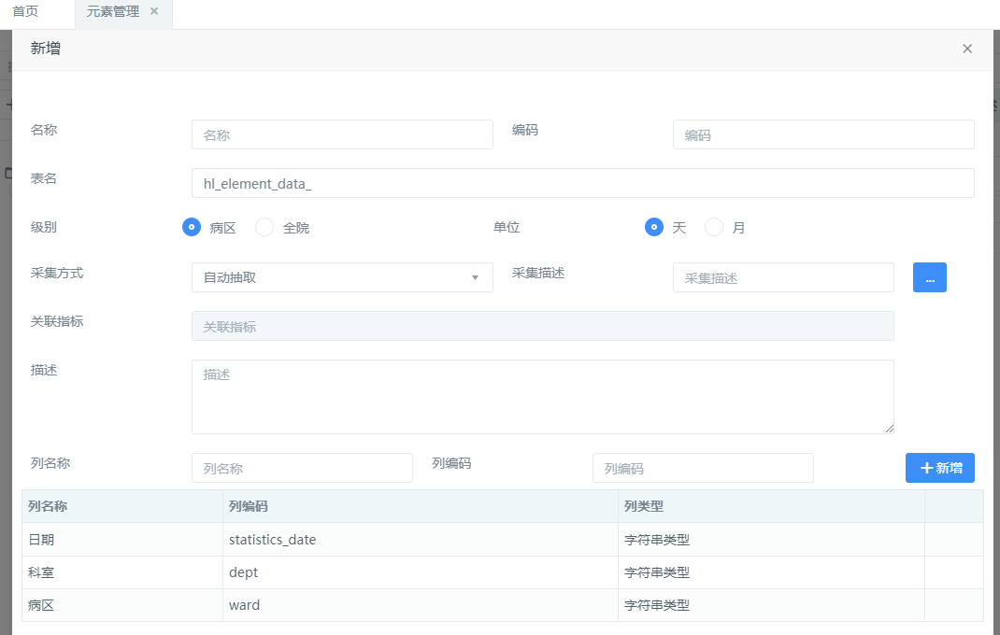 首页 元素管理 ×
新增 ×
名称 名称 编码 编码
表名 hl_element_data_
级别 病区 全院 单位 天 月
采集方式 自动抽取 采集描述 采集描述 ...
关联指标 关联指标
描述 描述
列名称 列名称 列编码 列编码 +新增
列名称 列编码 列类型
日期 statistics_date 字符串类型
科室 dept 字符串类型
病区 ward 字符串类型